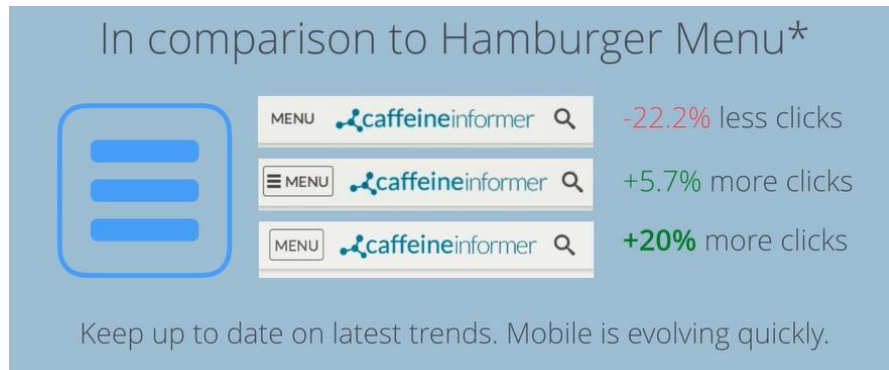 In comparison to Hamburger Menu*
MENU caffeineinformer -22.2% less clicks
MENU caffeineinformer +5.7% more clicks
MENU caffeineinformer +20% more clicks
Keep up to date on latest trends. Mobile is evolving quickly.